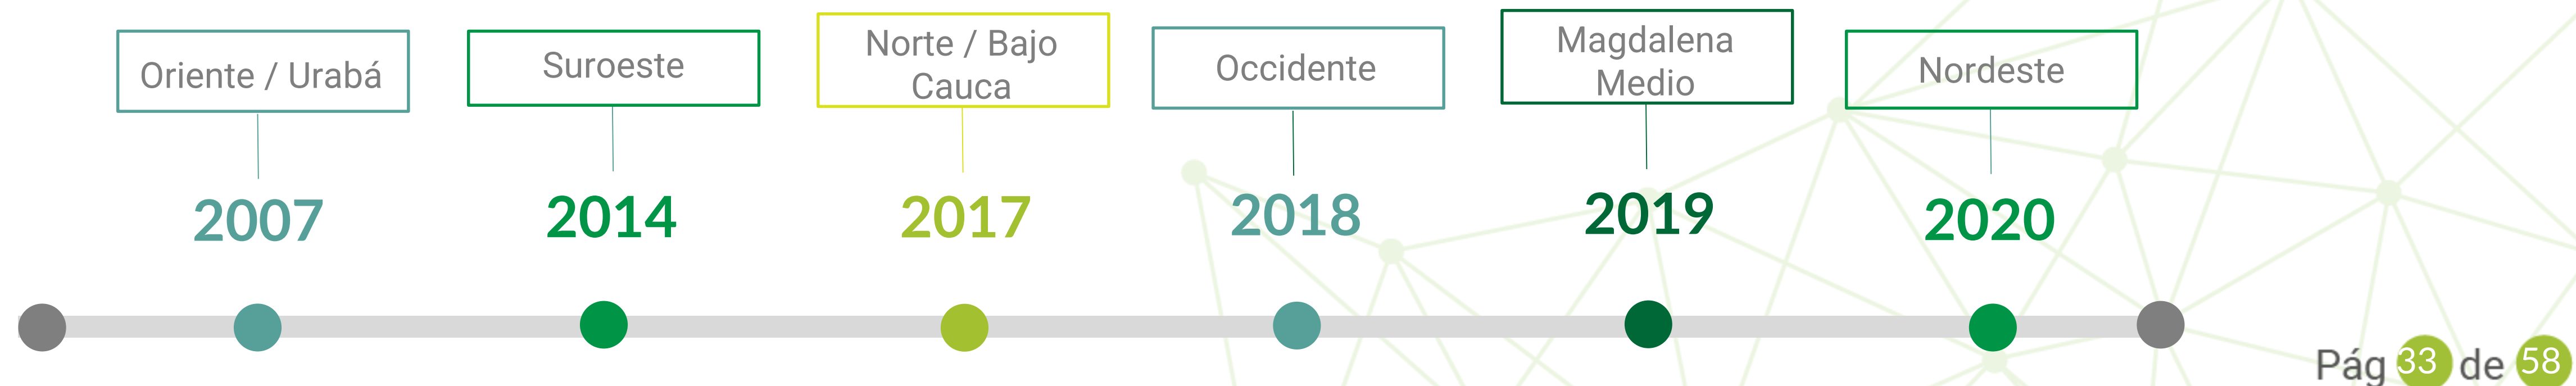 Oriente / Urabá
Suroeste
Norte / Bajo
Cauca
Occidente
Magdalena
Medio
Nordeste
2007
2014
2017
2018
2019
2020
Pág 33 de 58